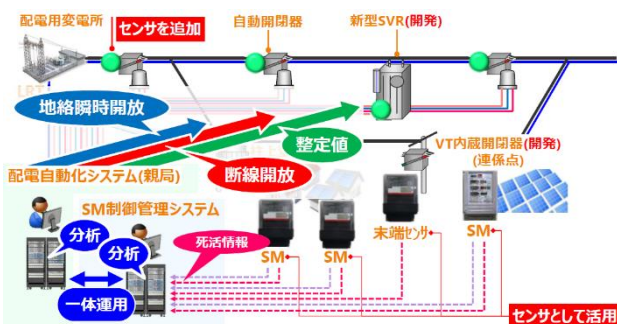 配電用変電所
センサを追加
自動開閉器
新型SVR(開発)
地絡瞬時開放
整定値
断線開放
VT内蔵開閉器(開発)
(連係点)
配電自動化システム(親局)
SM制御管理システム
分析
分析
死活情報
一体運用
SM
SM
末端センサ
SM
センサとして活用